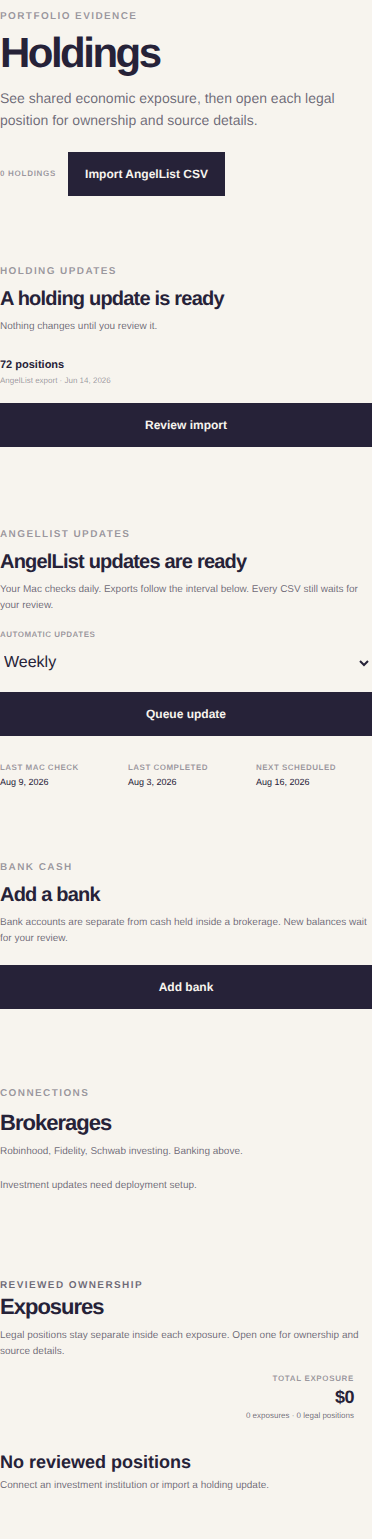 PORTFOLIO EVIDENCE
Holdings
See shared economic exposure, then open each legal
position for ownership and source details.
0 HOLDINGS
Import AngelList CSV
HOLDING UPDATES
A holding update is ready
Nothing changes until you review it.
72 positions
AngelList export · Jun 14, 2026
Review import
ANGELLIST UPDATES
AngelList updates are ready
Your Mac checks daily. Exports follow the interval below. Every CSV still waits for
your review.
AUTOMATIC UPDATES
Weekly
Queue update
LAST MAC CHECK
Aug 9, 2026
LAST COMPLETED
Aug 3, 2026
NEXT SCHEDULED
Aug 16, 2026
BANK CASH
Add a bank
Bank accounts are separate from cash held inside a brokerage. New balances wait
for your review.
Add bank
CONNECTIONS
Brokerages
Robinhood, Fidelity, Schwab investing. Banking above.
Investment updates need deployment setup.
REVIEWED OWNERSHIP
Exposures
Legal positions stay separate inside each exposure. Open one for ownership and
source details.
TOTAL EXPOSURE
$0
0 exposures · 0 legal positions
No reviewed positions
Connect an investment institution or import a holding update.